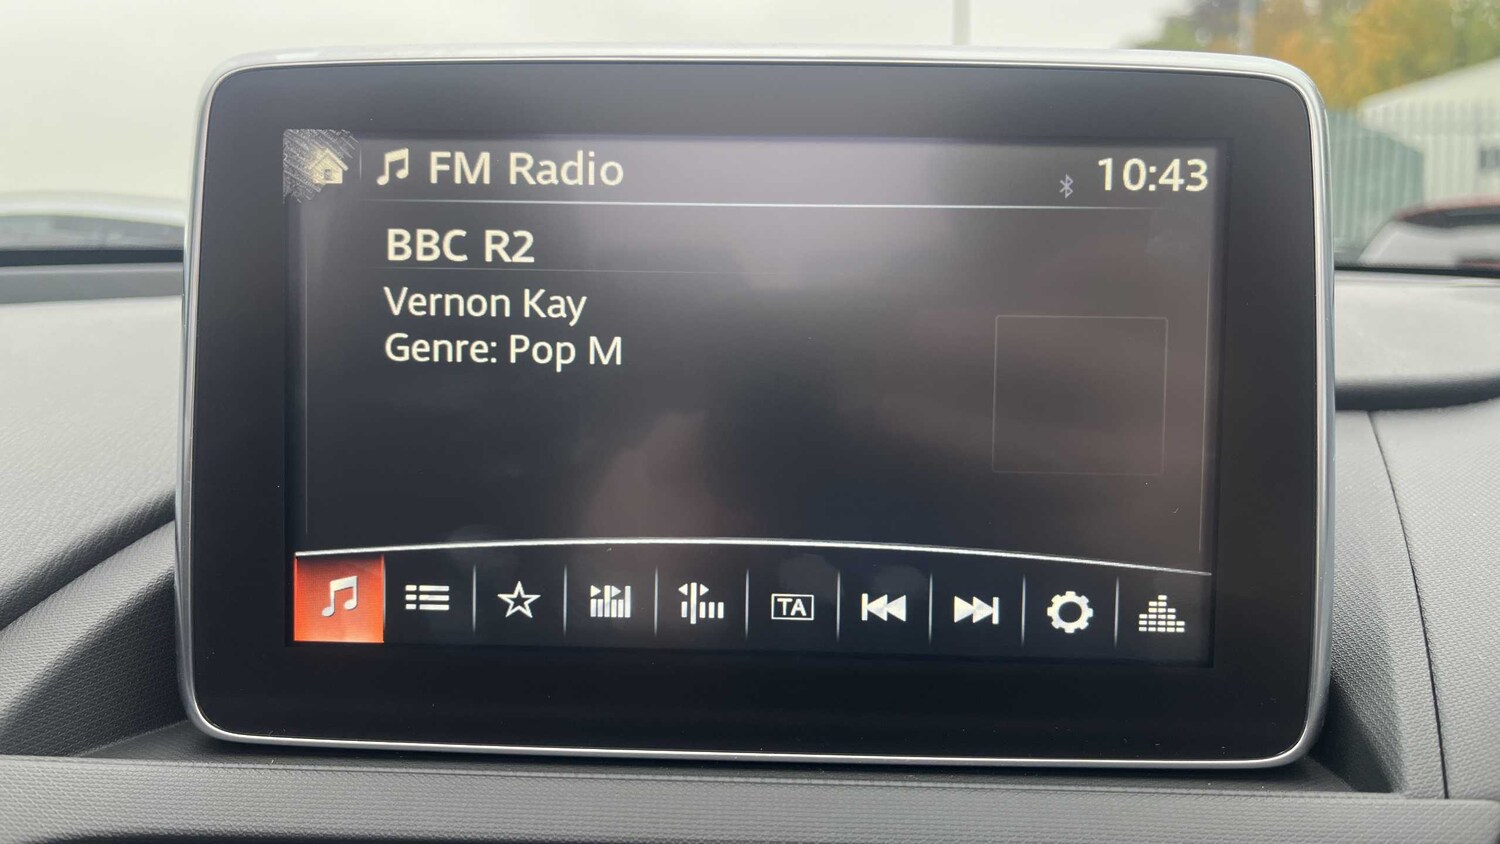 FM Radio
10:43
BBC R2
Vernon Kay
Genre: Pop M
TA